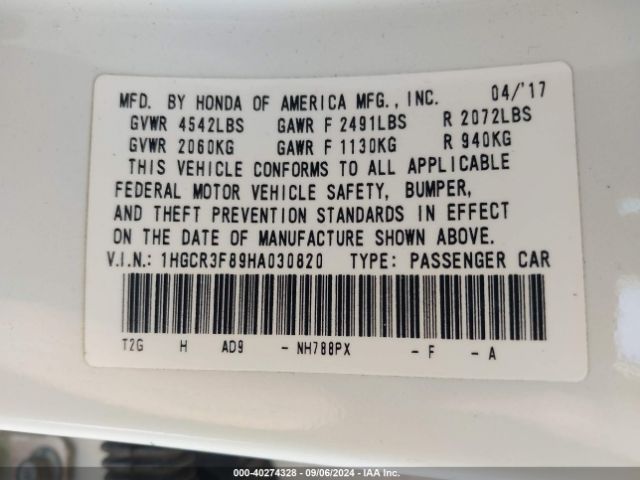 MFD. BY HONDA OF AMERICA MFG., INC. 04/'17
GVWR 4542LBS GAWR F 2491LBS R 2072LBS
GVWR 2060KG GAWR F 1130KG R 940KG
THIS VEHICLE CONFORMS TO ALL APPLICABLE
FEDERAL MOTOR VEHICLE SAFETY, BUMPER,
AND THEFT PREVENTION STANDARDS IN EFFECT
ON THE DATE OF MANUFACTURE SHOWN ABOVE.
V.I.N.: 1HGCR3F89HA030820 TYPE: PASSENGER CAR
T2G H AD9 - NH788PX - F - A
000-40274328 - 09/06/2024 - IAA Inc.